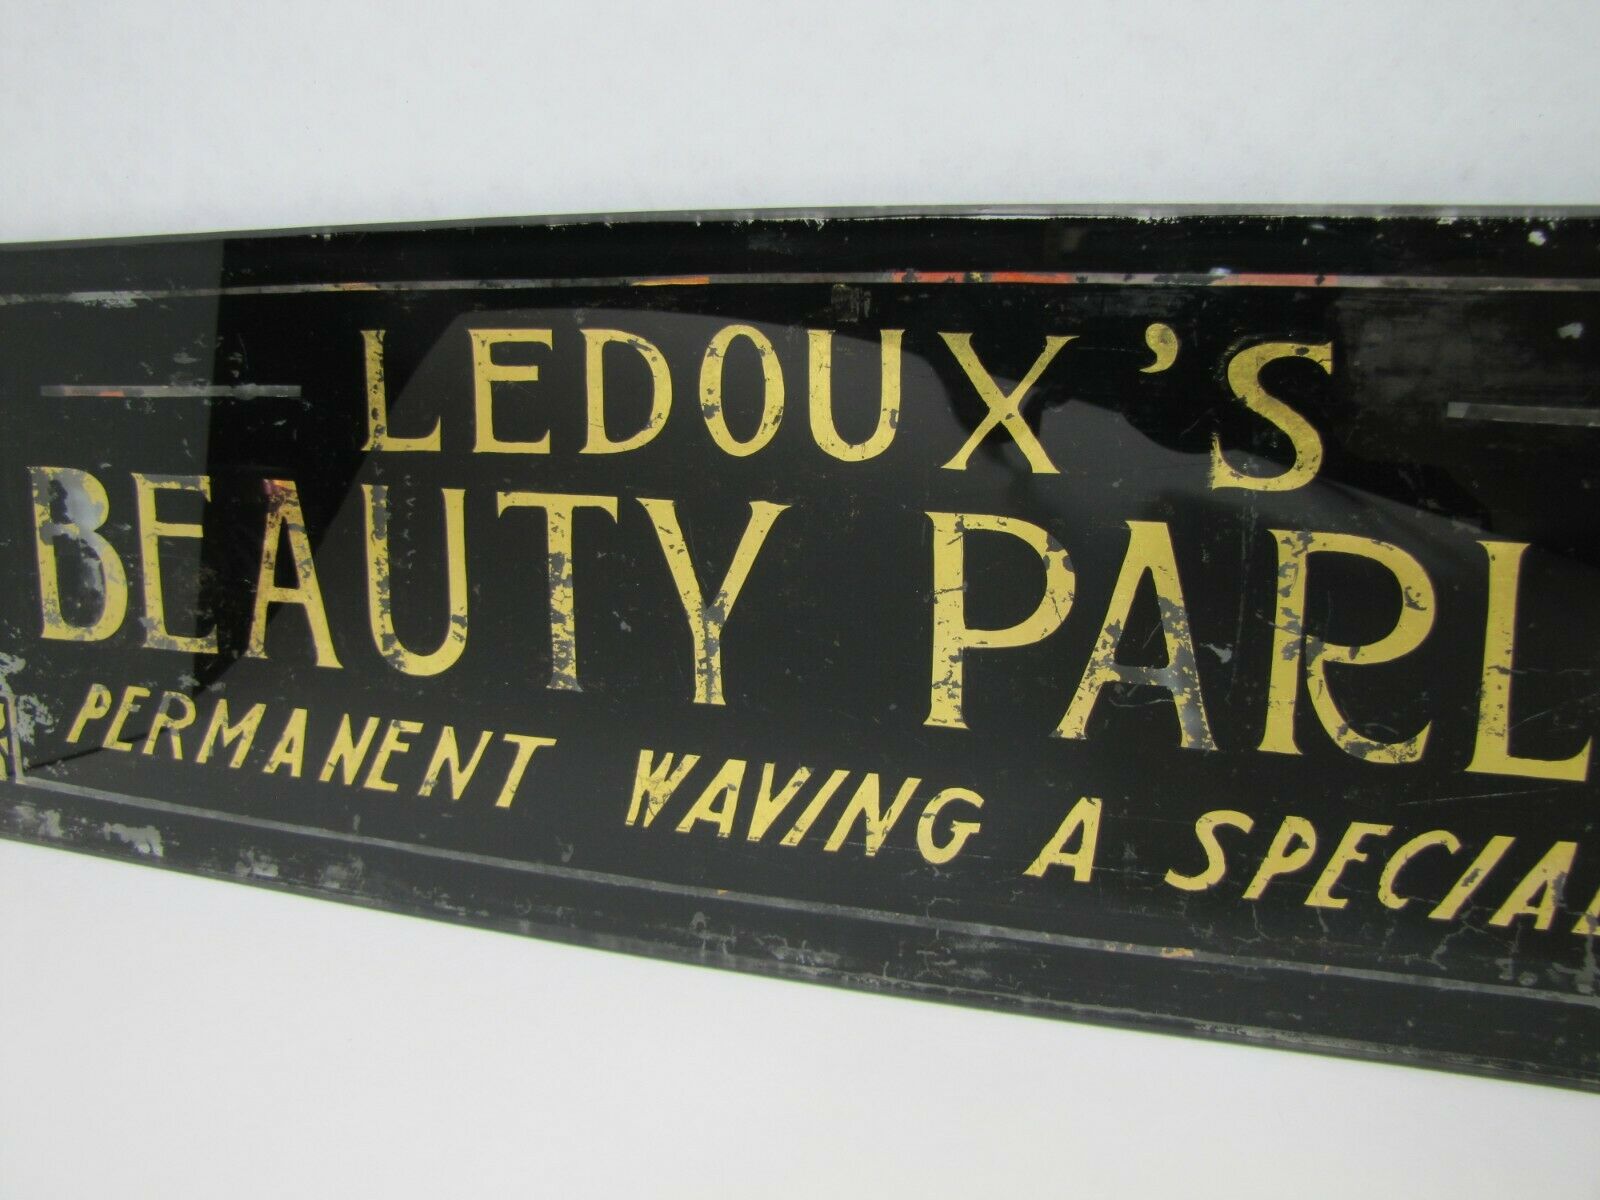 LEDOUX'S
BEAUTY PARL
PERMANENT WAVING A SPECIAL